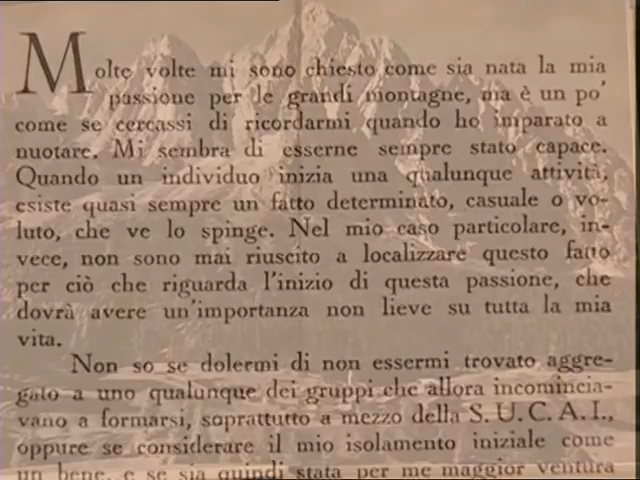 Molte volte mi sono chiesto come sia nata la mia
passione per le grandi montagne, ma è un po'
come se cercassi di ricordarmi quando ho imparato a
nuotare. Mi sembra di esserne sempre stato capace.
Quando un individuo inizia una qualunque attività,
esiste quasi sempre un fatto determinato, casuale o vo-
luto, che ve lo spinge. Nel mio caso particolare, in-
vece, non sono mai riuscito a localizzare questo fatto
per ciò che riguarda l'inizio di questa passione, che
dovrà avere un'importanza non lieve su tutta la mia
vita.
Non so se dolermi di non essermi trovato aggre-
gato a uno qualunque dei gruppi che allora incomincia-
vano a formarsi, soprattutto a mezzo della S. U. C. A. I.,
oppure se considerare il mio isolamento iniziale come
un bene, e se sia quindi stata per me maggior ventura